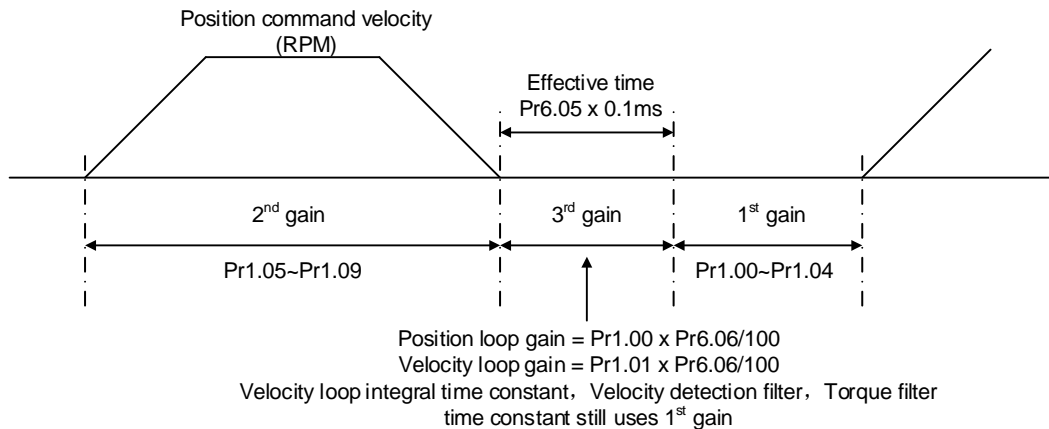 Position command velocity
(RPM)
Effective time
Pr6.05 x 0.1ms
2nd gain
3rd gain
1st gain
Pr1.05~Pr1.09
Pr1.00~Pr1.04
Position loop gain = Pr1.00 x Pr6.06/100
Velocity loop gain = Pr1.01 x Pr6.06/100
Velocity loop integral time constant，Velocity detection filter，Torque filter
time constant still uses 1st gain